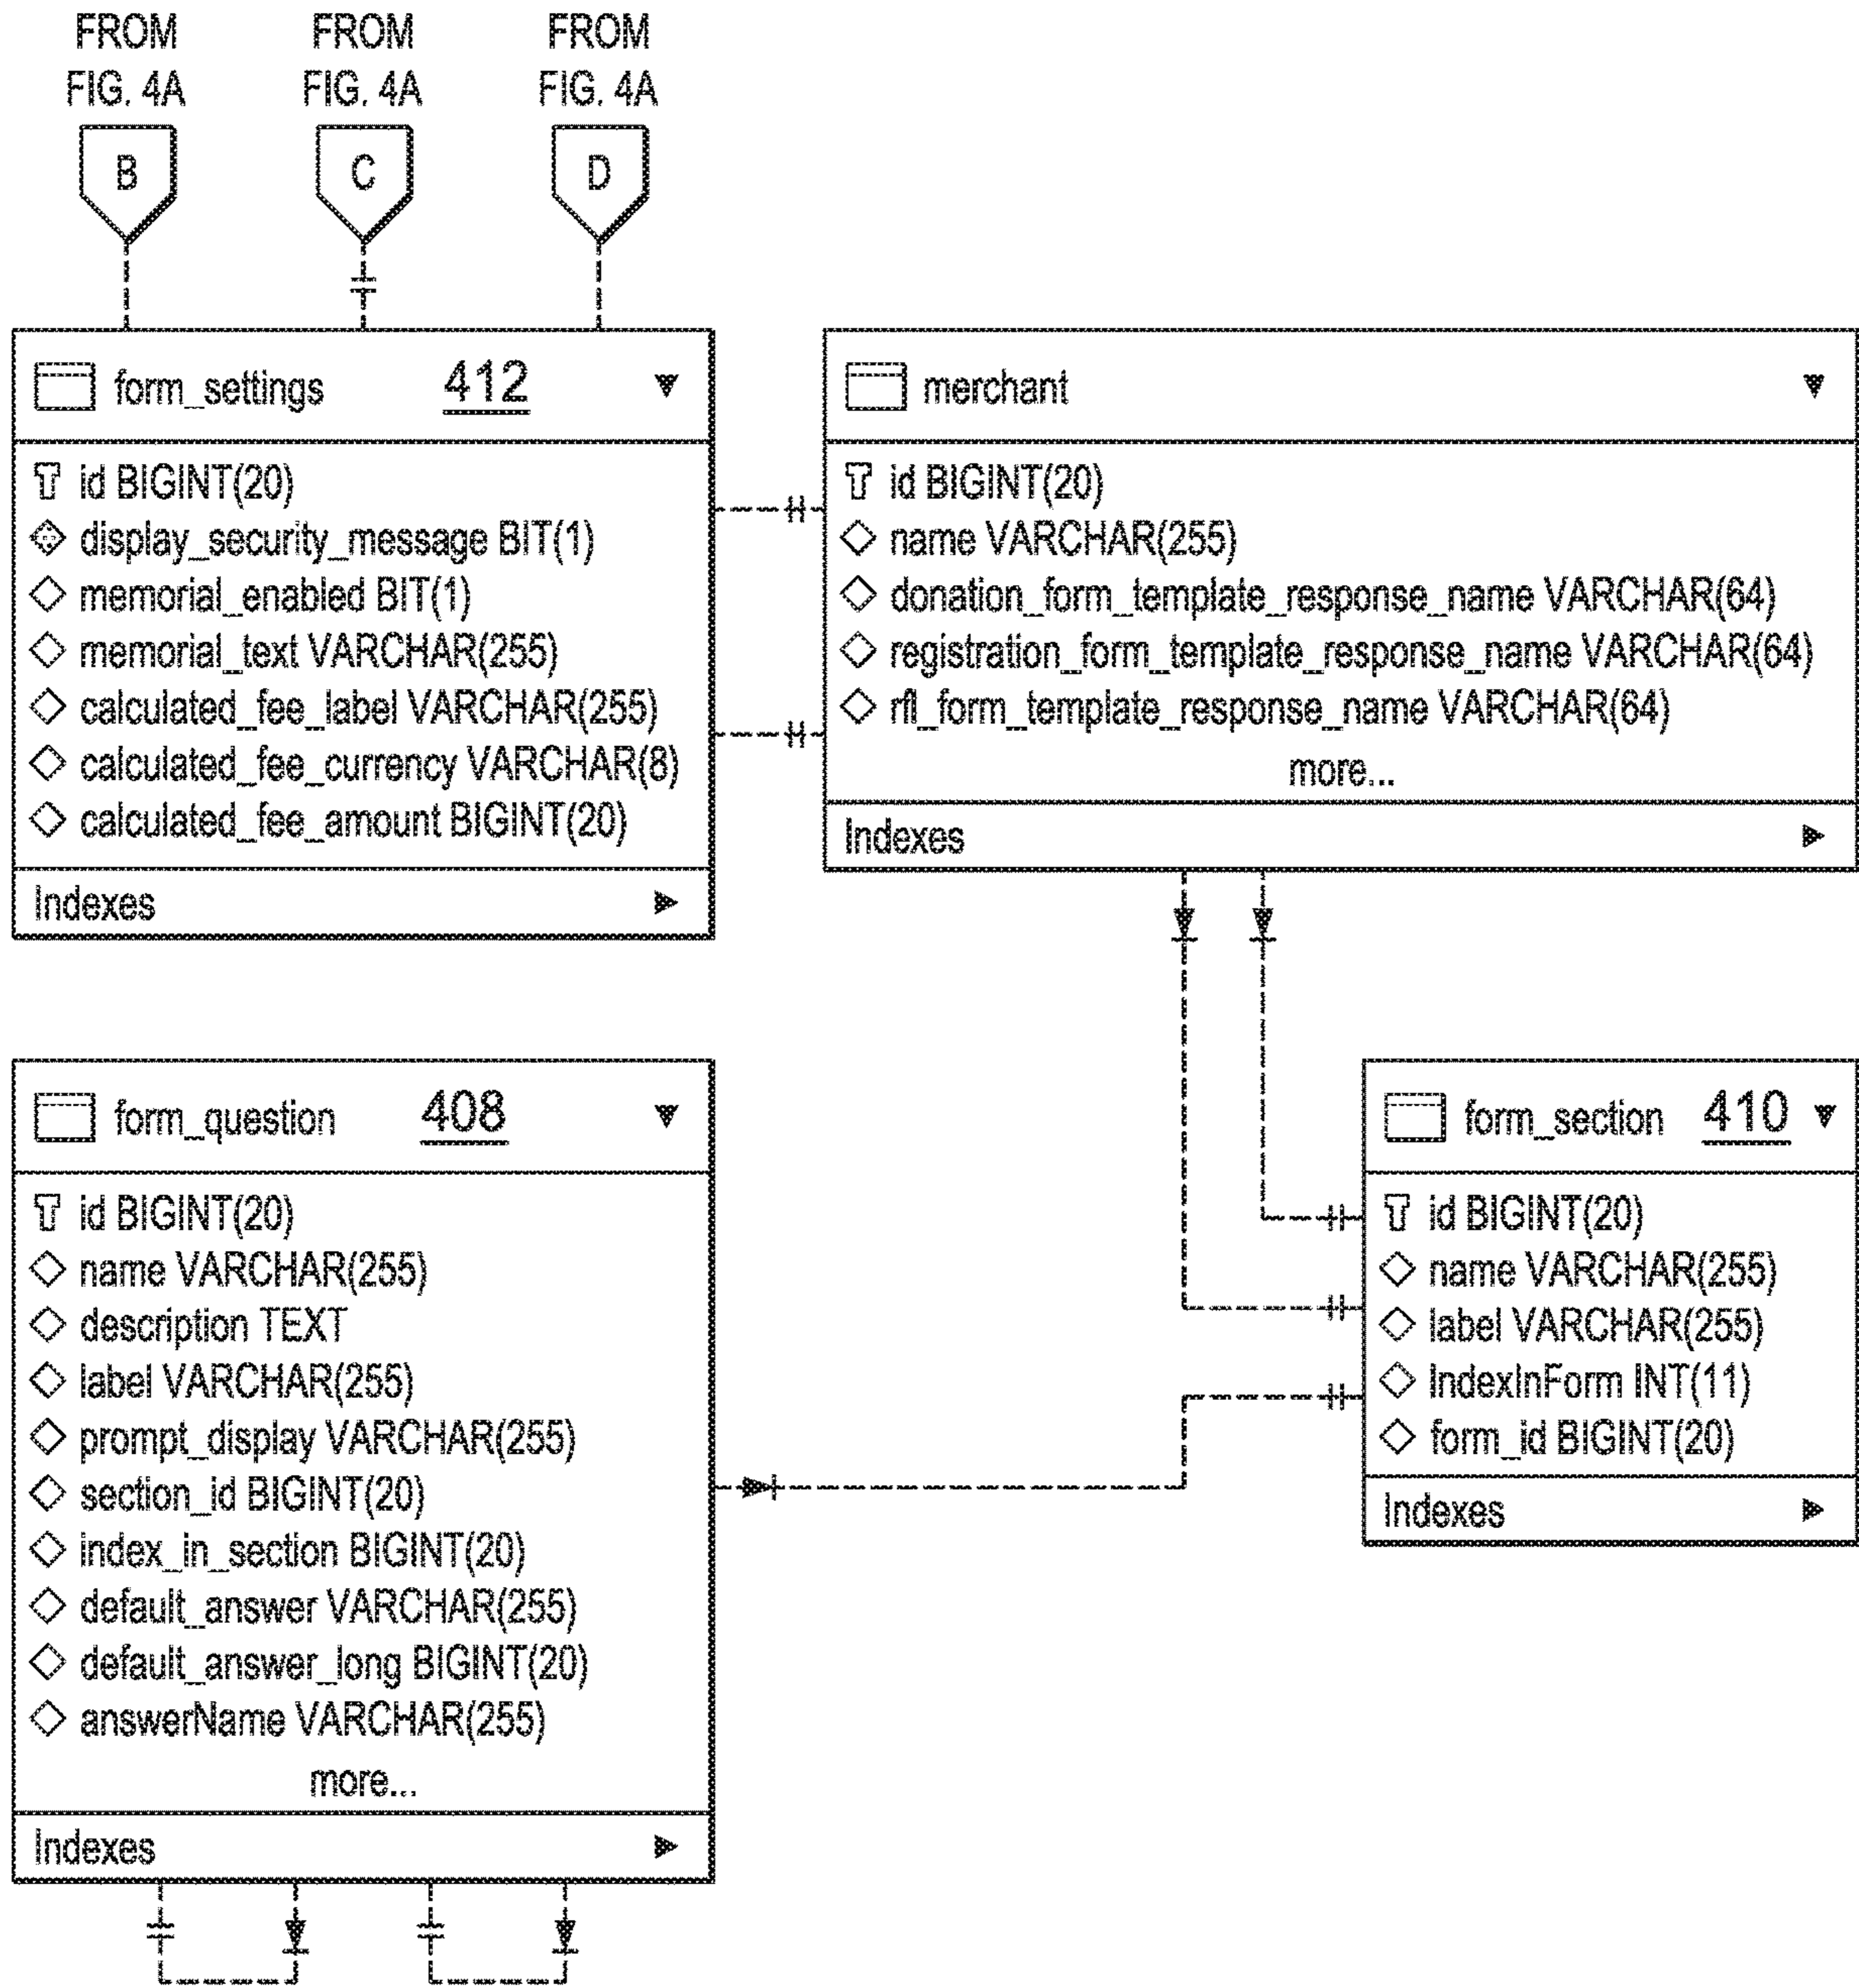 FROM FROM FROM
FIG. 4A FIG. 4A FIG. 4A
B C D
form_settings 412
id BIGINT(20)
display_security_message BIT(1)
memorial_enabled BIT(1)
memorial_text VARCHAR(255)
calculated_fee_label VARCHAR(255)
calculated_fee_currency VARCHAR(8)
calculated_fee_amount BIGINT(20)
Indexes
merchant
id BIGINT(20)
name VARCHAR(255)
donation_form_template_response_name VARCHAR(64)
registration_form_template_response_name VARCHAR(64)
rfl_form_template_response_name VARCHAR(64)
more...
Indexes
form_question 408
id BIGINT(20)
name VARCHAR(255)
description TEXT
label VARCHAR(255)
prompt_display VARCHAR(255)
section_id BIGINT(20)
index_in_section BIGINT(20)
default_answer VARCHAR(255)
default_answer_long BIGINT(20)
answerName VARCHAR(255)
more...
Indexes
form_section 410
id BIGINT(20)
name VARCHAR(255)
label VARCHAR(255)
IndexInForm INT(11)
form_id BIGINT(20)
Indexes